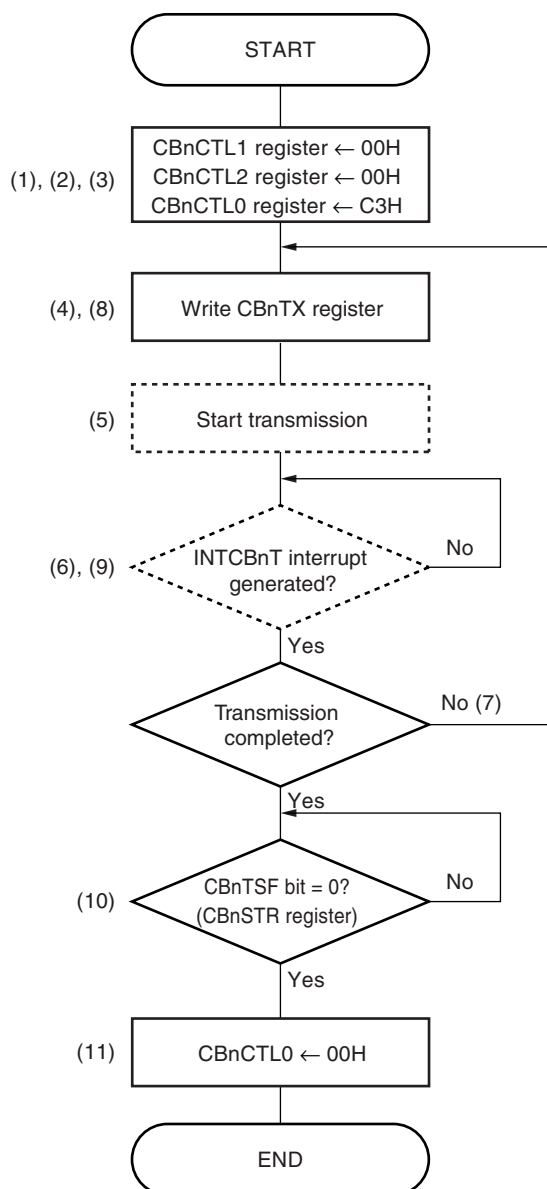 START
(1), (2), (3)
CBnCTL1 register ← 00H
CBnCTL2 register ← 00H
CBnCTL0 register ← C3H
(4), (8)
Write CBnTX register
(5)
Start transmission
(6), (9)
INTCBnT interrupt
generated?
No
Yes
Transmission
completed?
No (7)
Yes
(10)
CBnTSF bit = 0?
(CBnSTR register)
No
Yes
(11)
CBnCTL0 ← 00H
END